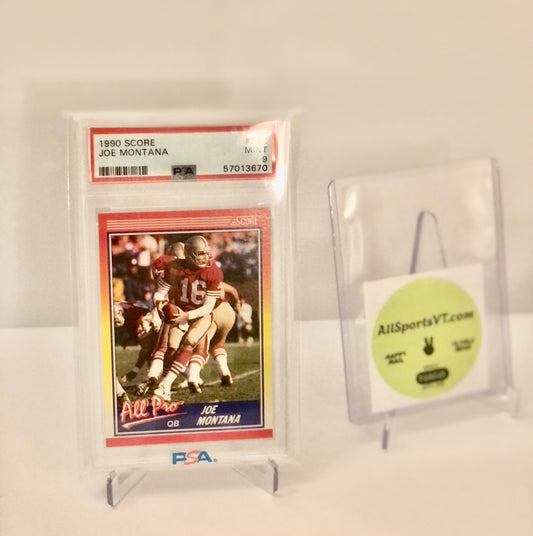 1990 SCORE
JOE MONTANA
MINT
9
PSA
57013670
SCORE
16
All Pro
QB
JOE
MONTANA
PSA
AllSportsVT.com